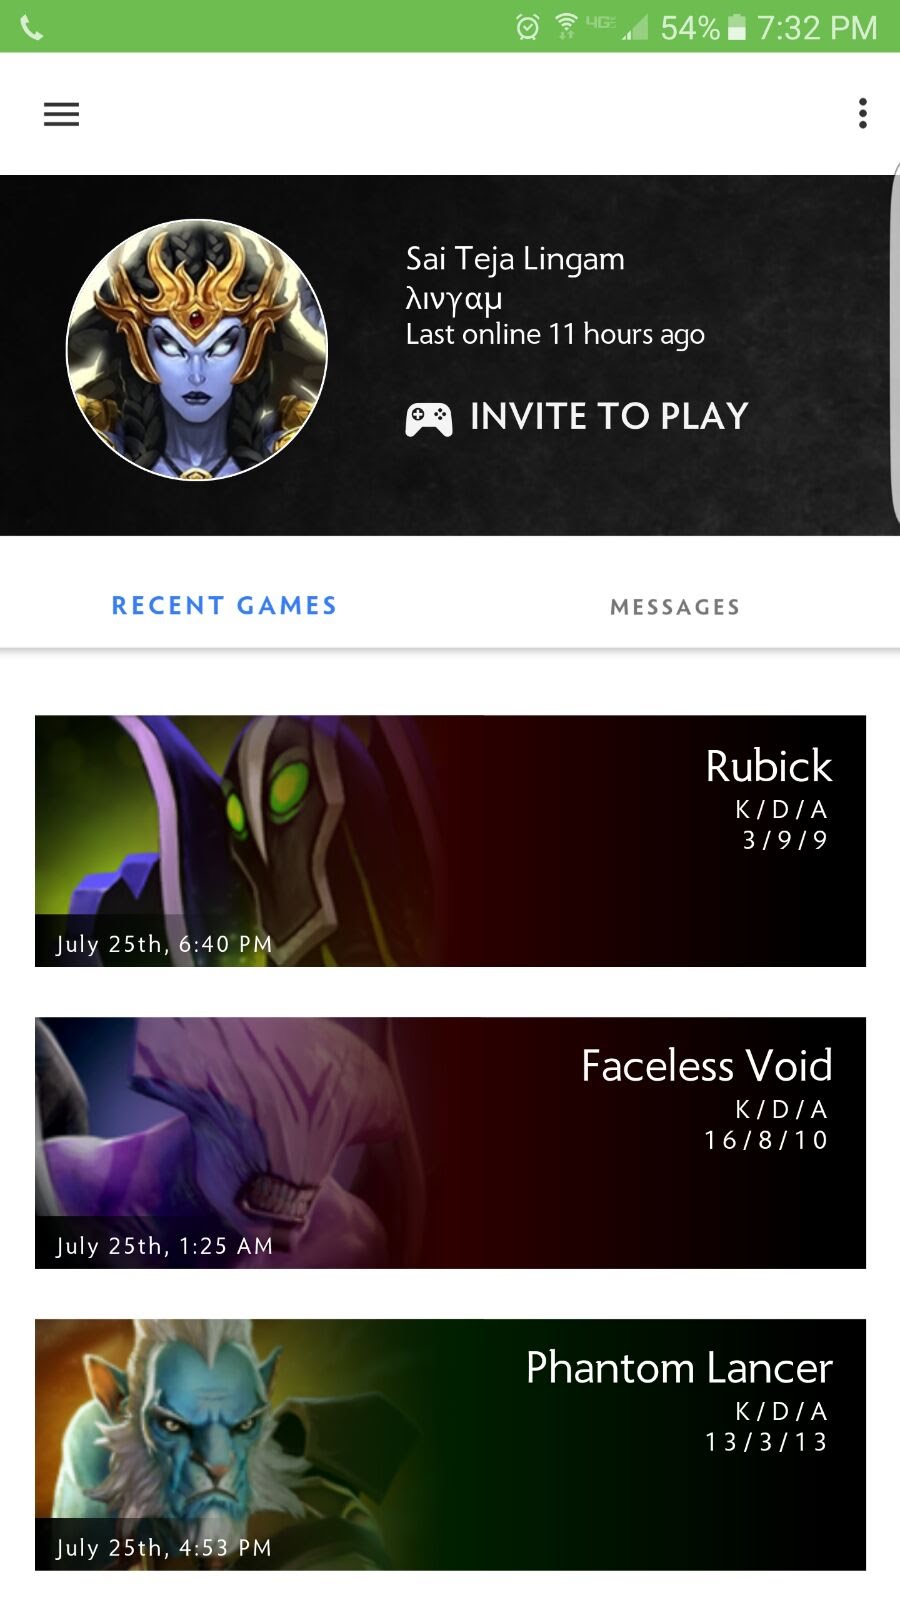 4G
54% 7:32 PM
Sai Teja Lingam
λινγαμ
Last online 11 hours ago
INVITE TO PLAY
RECENT GAMES
MESSAGES
Rubick
K/D/A
3/9/9
July 25th, 6:40 PM
Faceless Void
K/D/A
16/8/10
July 25th, 1:25 AM
Phantom Lancer
K/D/A
13/3/13
July 25th, 4:53 PM